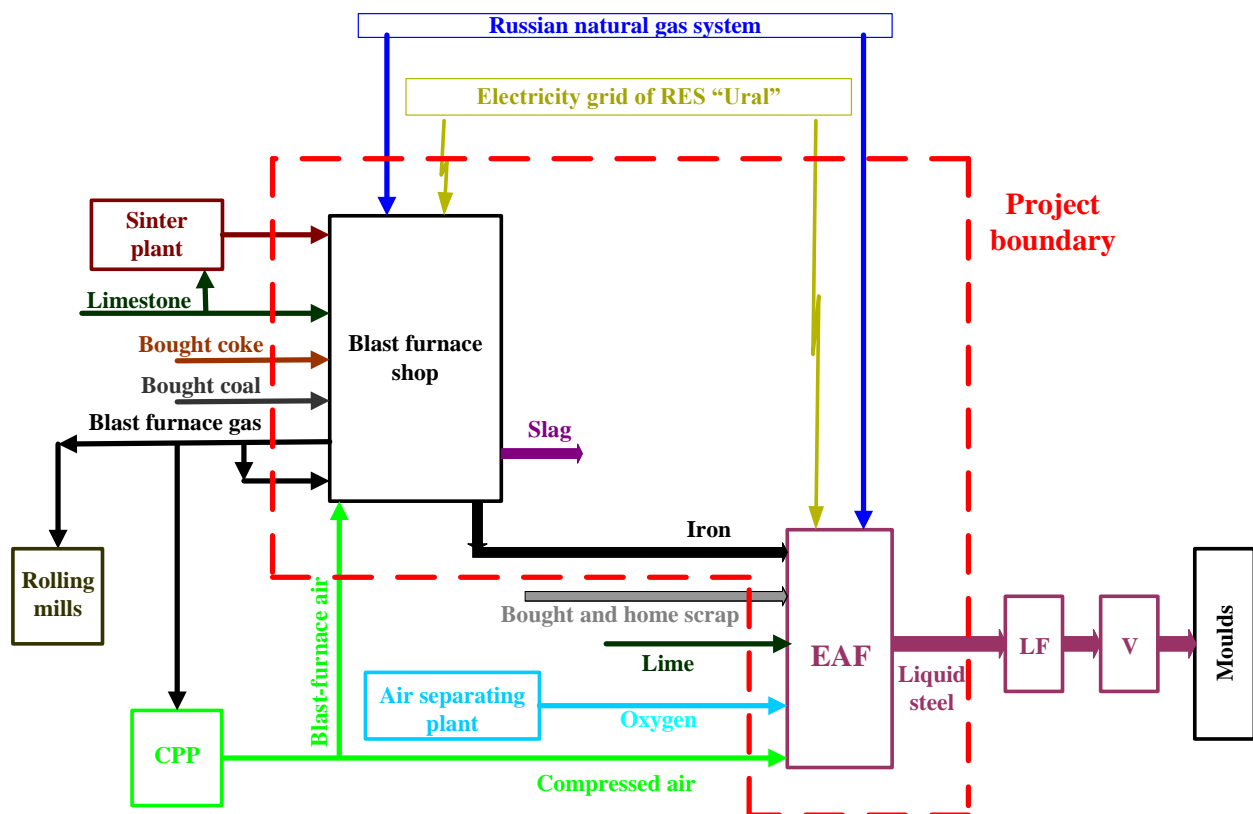 Russian natural gas system
Electricity grid of RES “Ural”
Project
boundary
Sinter
plant
Limestone
Bought coke
Blast furnace
shop
Bought coal
Blast furnace gas
Slag
Iron
Rolling
mills
Blast-furnace air
Bought and home scrap
EAF
LF
V
Moulds
Lime
Liquid
steel
Air separating
plant
Oxygen
CPP
Compressed air